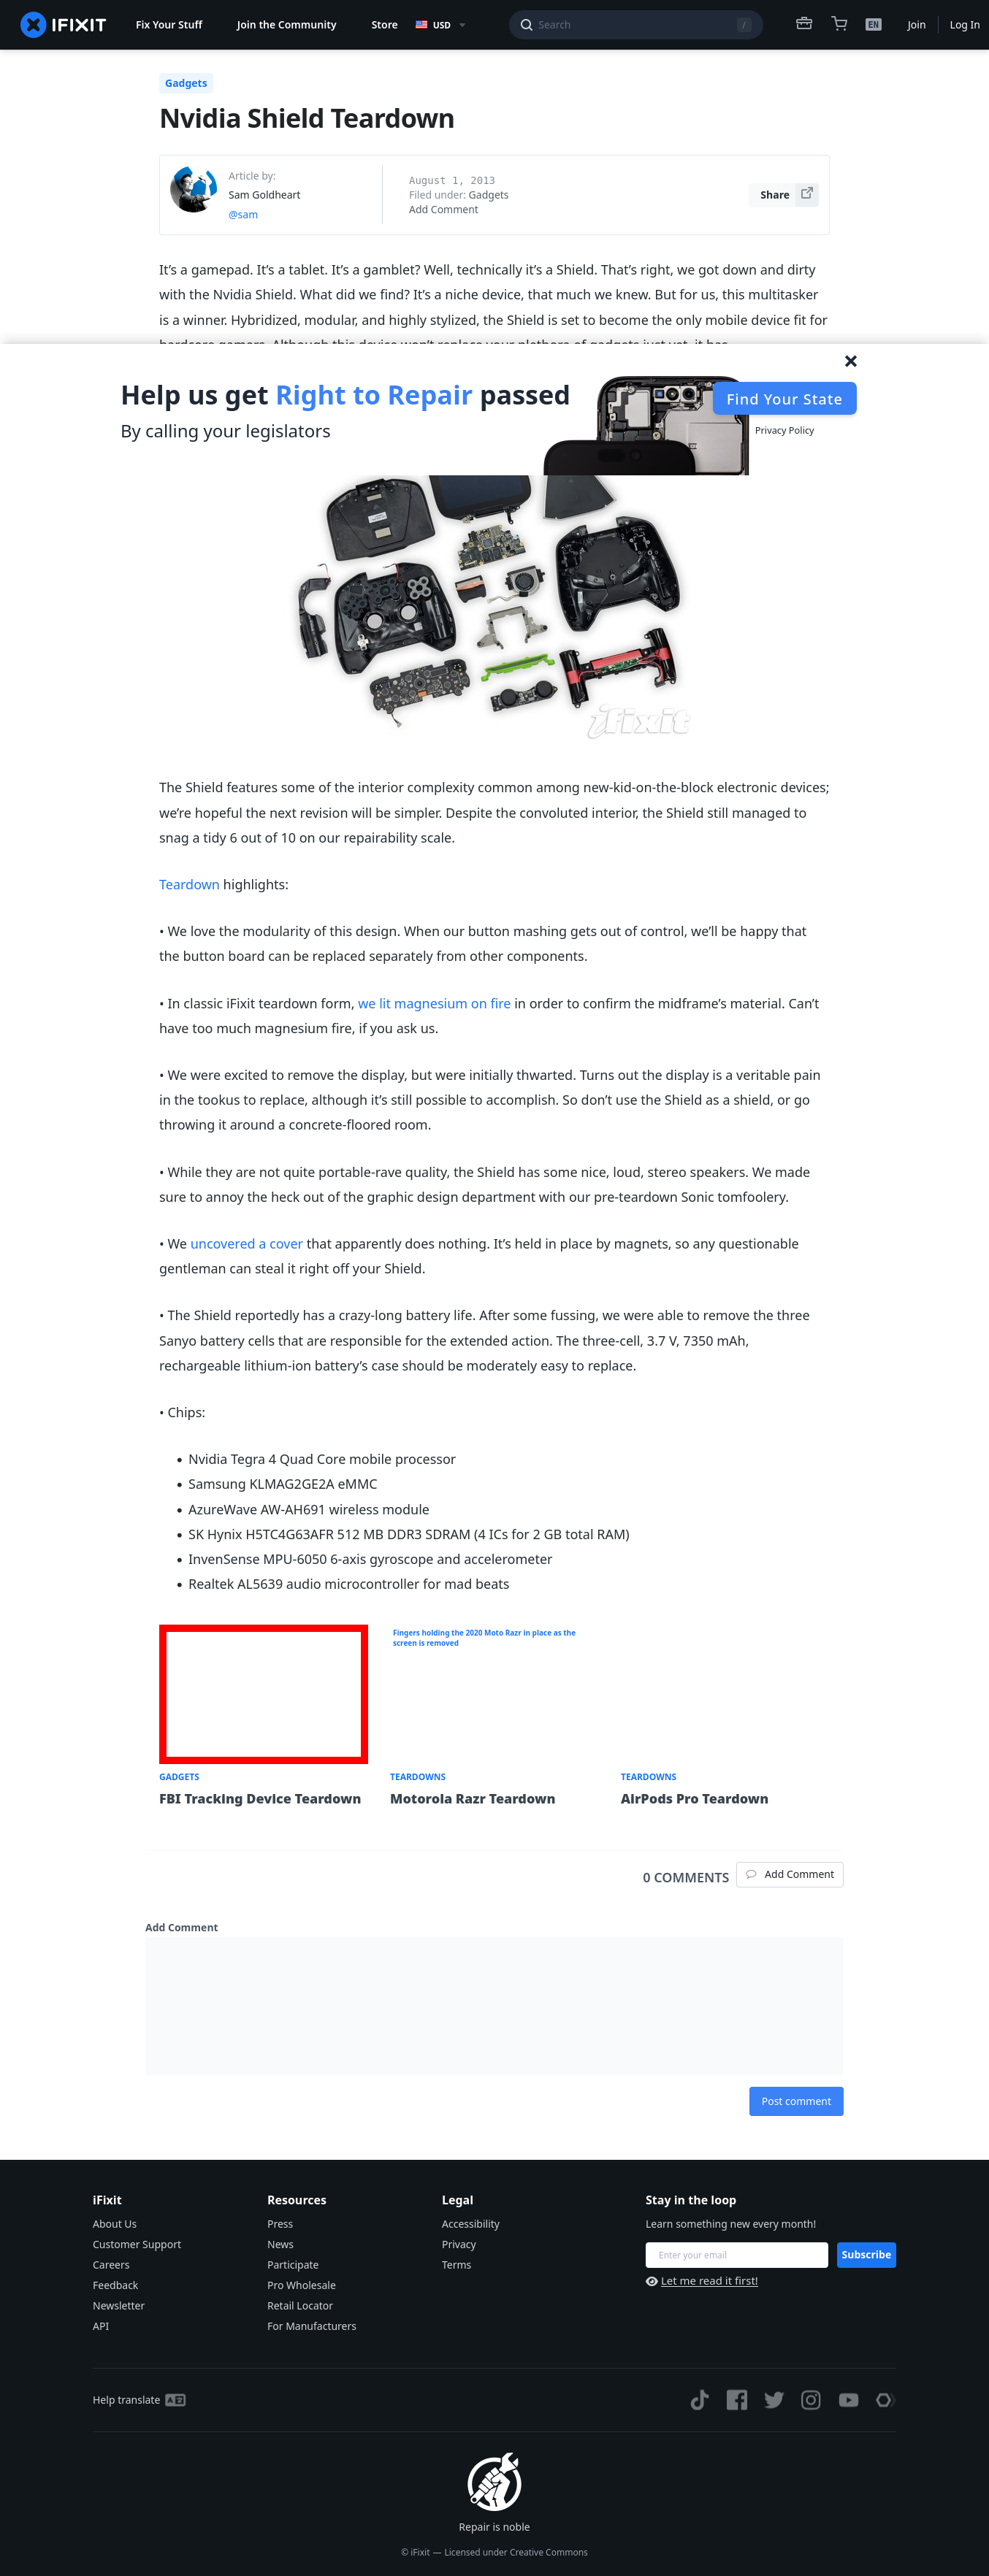 IFIXIT
Fix Your Stuff
Join the Community
Store
USD
Search
/
EN
Join
Log In
Gadgets
Nvidia Shield Teardown
Article by:
Sam Goldheart
@sam
August 1, 2013
Filed under: Gadgets
Add Comment
Share
It’s a gamepad. It’s a tablet. It’s a gamblet? Well, technically it’s a Shield. That’s right, we got down and dirty
with the Nvidia Shield. What did we find? It’s a niche device, that much we knew. But for us, this multitasker
is a winner. Hybridized, modular, and highly stylized, the Shield is set to become the only mobile device fit for
hardcore gamers. Although this device won’t replace your plethora of gadgets just yet, it has
Help us get Right to Repair passed
By calling your legislators
Find Your State
Privacy Policy
iFixit
The Shield features some of the interior complexity common among new-kid-on-the-block electronic devices;
we’re hopeful the next revision will be simpler. Despite the convoluted interior, the Shield still managed to
snag a tidy 6 out of 10 on our repairability scale.
Teardown highlights:
• We love the modularity of this design. When our button mashing gets out of control, we’ll be happy that
the button board can be replaced separately from other components.
• In classic iFixit teardown form, we lit magnesium on fire in order to confirm the midframe’s material. Can’t
have too much magnesium fire, if you ask us.
• We were excited to remove the display, but were initially thwarted. Turns out the display is a veritable pain
in the tookus to replace, although it’s still possible to accomplish. So don’t use the Shield as a shield, or go
throwing it around a concrete-floored room.
• While they are not quite portable-rave quality, the Shield has some nice, loud, stereo speakers. We made
sure to annoy the heck out of the graphic design department with our pre-teardown Sonic tomfoolery.
• We uncovered a cover that apparently does nothing. It’s held in place by magnets, so any questionable
gentleman can steal it right off your Shield.
• The Shield reportedly has a crazy-long battery life. After some fussing, we were able to remove the three
Sanyo battery cells that are responsible for the extended action. The three-cell, 3.7 V, 7350 mAh,
rechargeable lithium-ion battery’s case should be moderately easy to replace.
• Chips:
• Nvidia Tegra 4 Quad Core mobile processor
• Samsung KLMAG2GE2A eMMC
• AzureWave AW-AH691 wireless module
• SK Hynix H5TC4G63AFR 512 MB DDR3 SDRAM (4 ICs for 2 GB total RAM)
• InvenSense MPU-6050 6-axis gyroscope and accelerometer
• Realtek AL5639 audio microcontroller for mad beats
Fingers holding the 2020 Moto Razr in place as the
screen is removed
GADGETS
FBI Tracking Device Teardown
TEARDOWNS
Motorola Razr Teardown
TEARDOWNS
AirPods Pro Teardown
0 COMMENTS
Add Comment
Add Comment
Post comment
iFixit
About Us
Customer Support
Careers
Feedback
Newsletter
API
Resources
Press
News
Participate
Pro Wholesale
Retail Locator
For Manufacturers
Legal
Accessibility
Privacy
Terms
Stay in the loop
Learn something new every month!
Enter your email
Subscribe
Let me read it first!
Help translate
Repair is noble
© iFixit — Licensed under Creative Commons